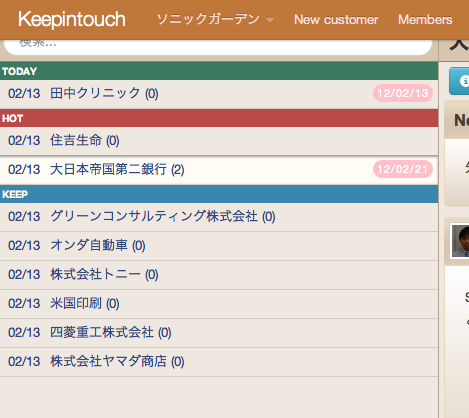 Keepintouch ソニックガーデン New customer Members
検索...
TODAY
02/13 田中クリニック (0) 12/02/13
HOT
02/13 住吉生命 (0)
02/13 大日本帝国第二銀行 (2) 12/02/21
KEEP
02/13 グリーンコンサルティング株式会社 (0)
02/13 オンダ自動車 (0)
02/13 株式会社トニー (0)
02/13 米国印刷 (0)
02/13 四菱重工株式会社 (0)
02/13 株式会社ヤマダ商店 (0)